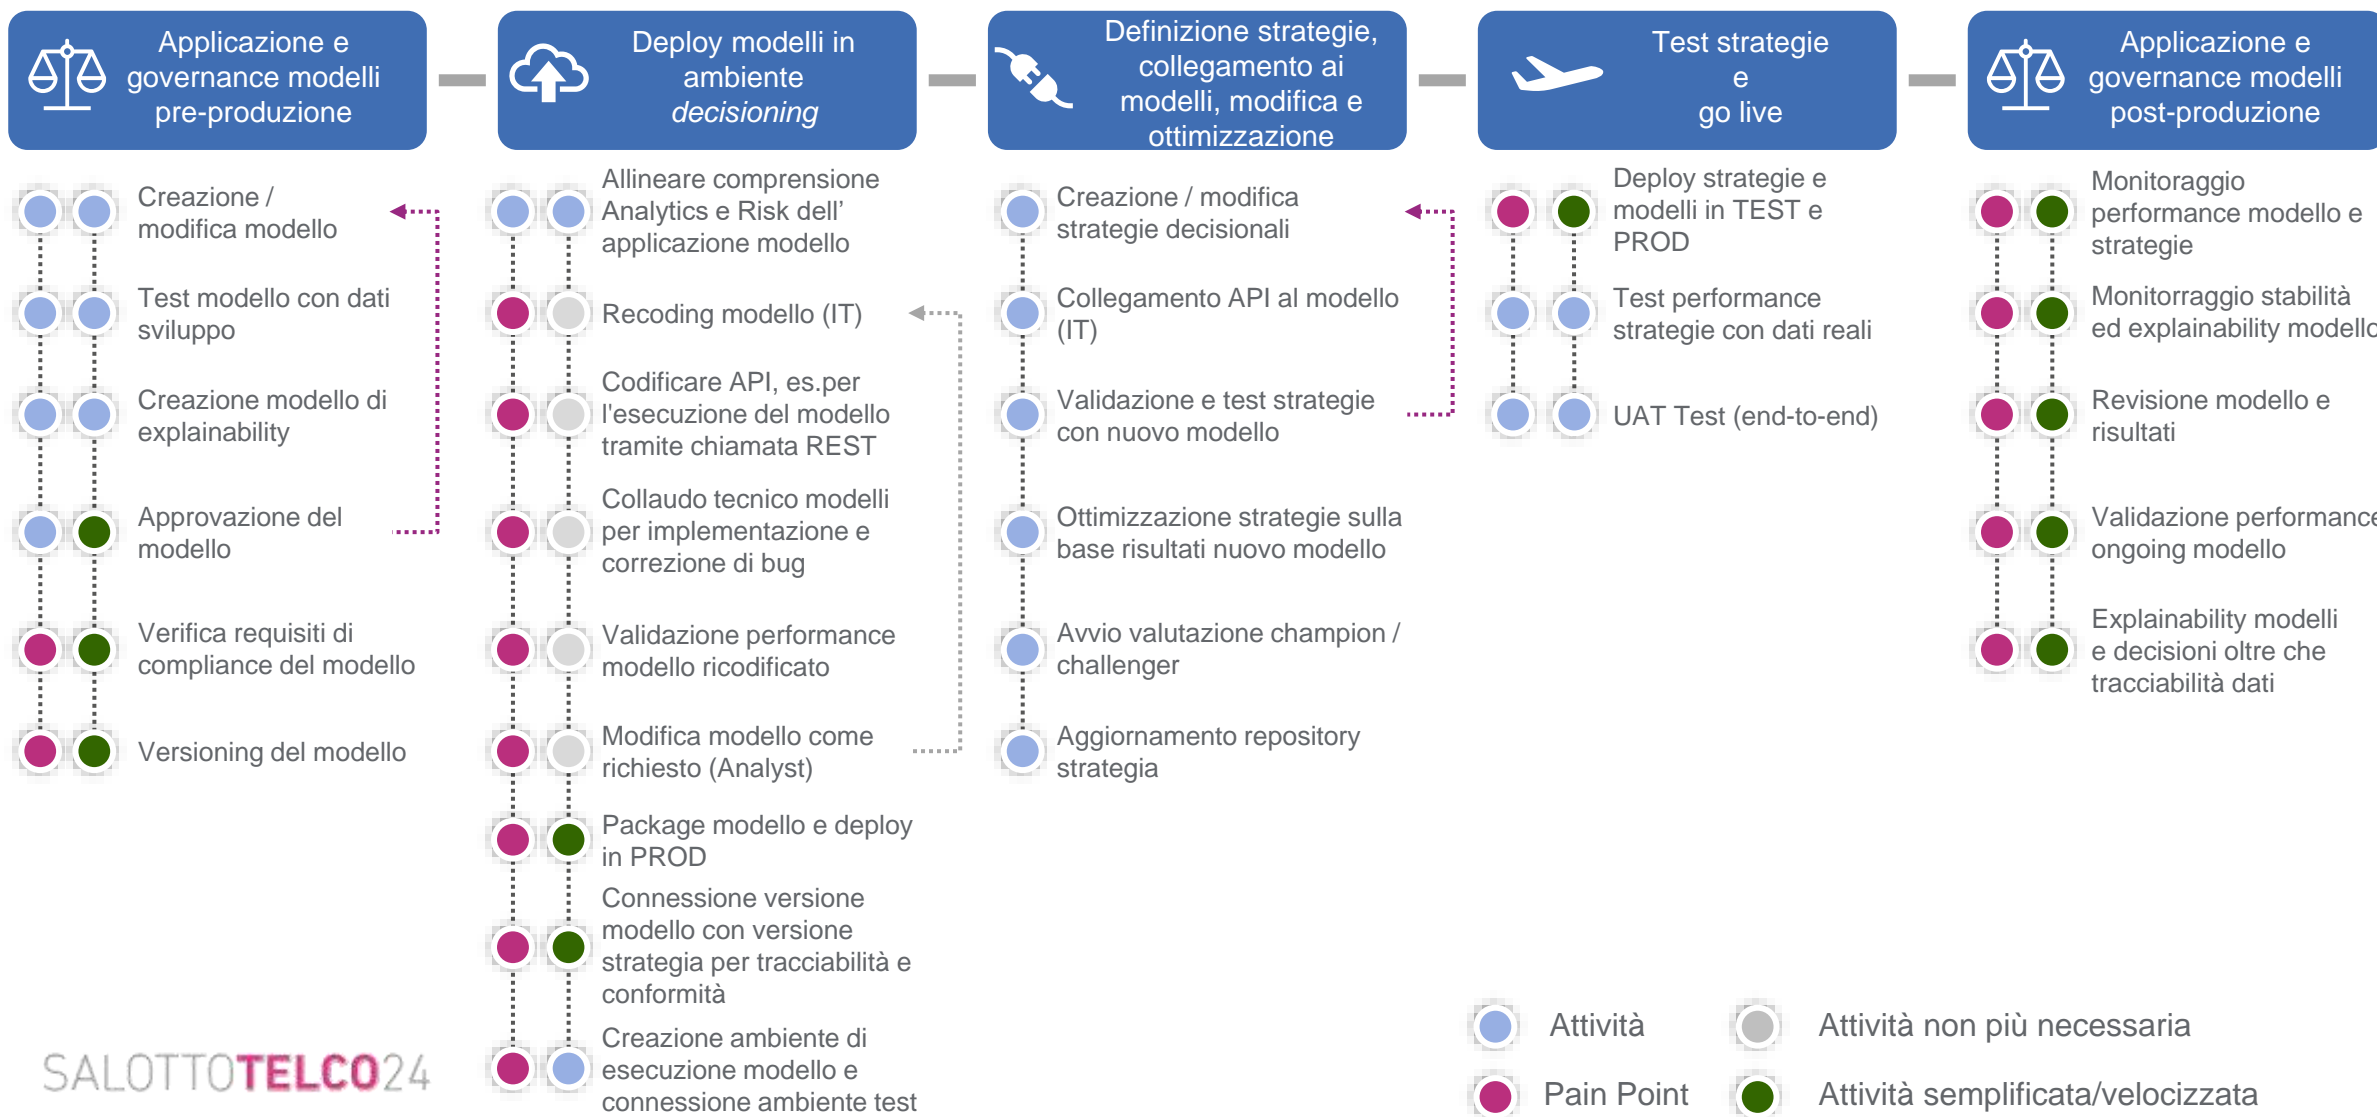 Applicazione e
governance modelli
pre-produzione
Deploy modelli in
ambiente
decisioning
Definizione strategie,
collegamento ai
modelli, modifica e
ottimizzazione
Test strategie
e
go live
Applicazione e
governance modelli
post-produzione
Creazione /
modifica modello
Test modello con dati
sviluppo
Creazione modello di
explainability
Approvazione del
modello
Verifica requisiti di
compliance del modello
Versioning del modello
Allineare comprensione
Analytics e Risk dell'
applicazione modello
Recoding modello (IT)
Codificare API, es.per
l'esecuzione del modello
tramite chiamata REST
Collaudo tecnico modelli
per implementazione e
correzione di bug
Validazione performance
modello ricodificato
Modifica modello come
richiesto (Analyst)
Package modello e deploy
in PROD
Connessione versione
modello con versione
strategia per tracciabilità e
conformità
Creazione ambiente di
esecuzione modello e
connessione ambiente test
Creazione / modifica
strategie decisionali
Collegamento API al modello
(IT)
Validazione e test strategie
con nuovo modello
Ottimizzazione strategie sulla
base risultati nuovo modello
Avvio valutazione champion /
challenger
Aggiornamento repository
strategia
Deploy strategie e
modelli in TEST e
PROD
Test performance
strategie con dati reali
UAT Test (end-to-end)
Monitoraggio
performance modello e
strategie
Monitorraggio stabilità
ed explainability modello
Revisione modello e
risultati
Validazione performance
ongoing modello
Explainability modelli
e decisioni oltre che
tracciabilità dati
Attività
Attività non più necessaria
Pain Point
Attività semplificata/velocizzata
SALOTTOTELCO24